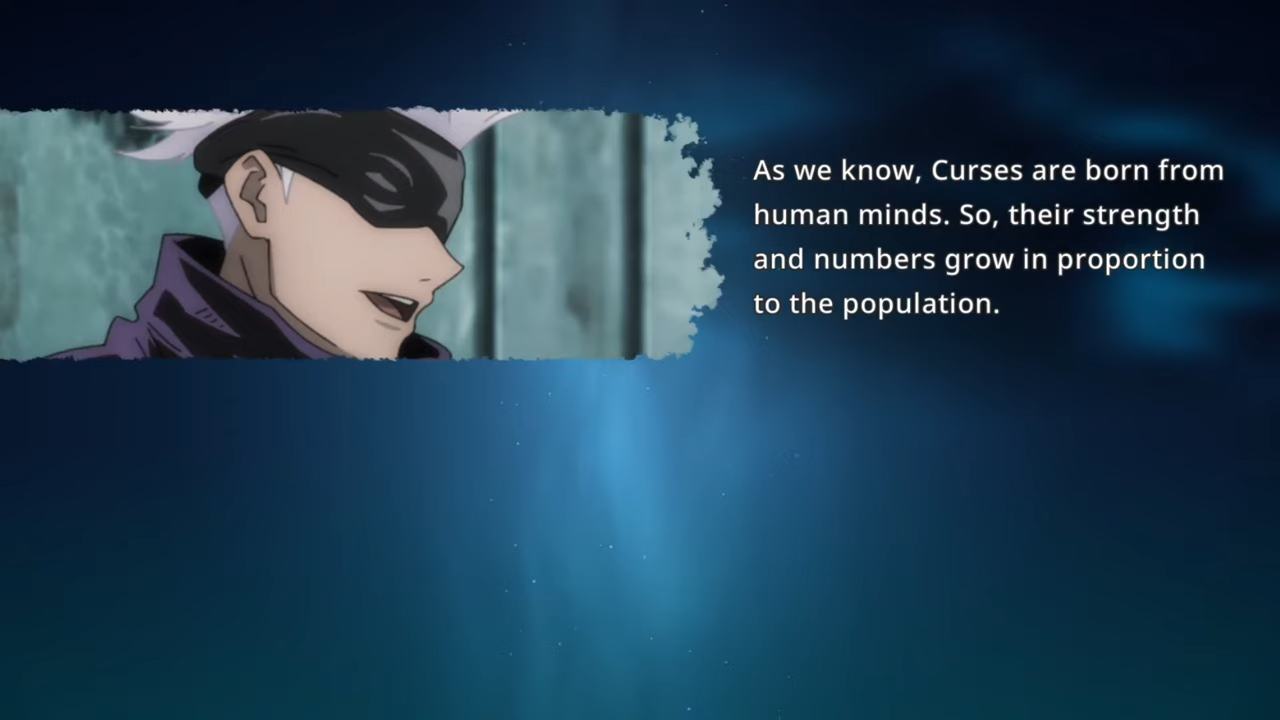 As we know, Curses are born from
human minds. So, their strength
and numbers grow in proportion
to the population.